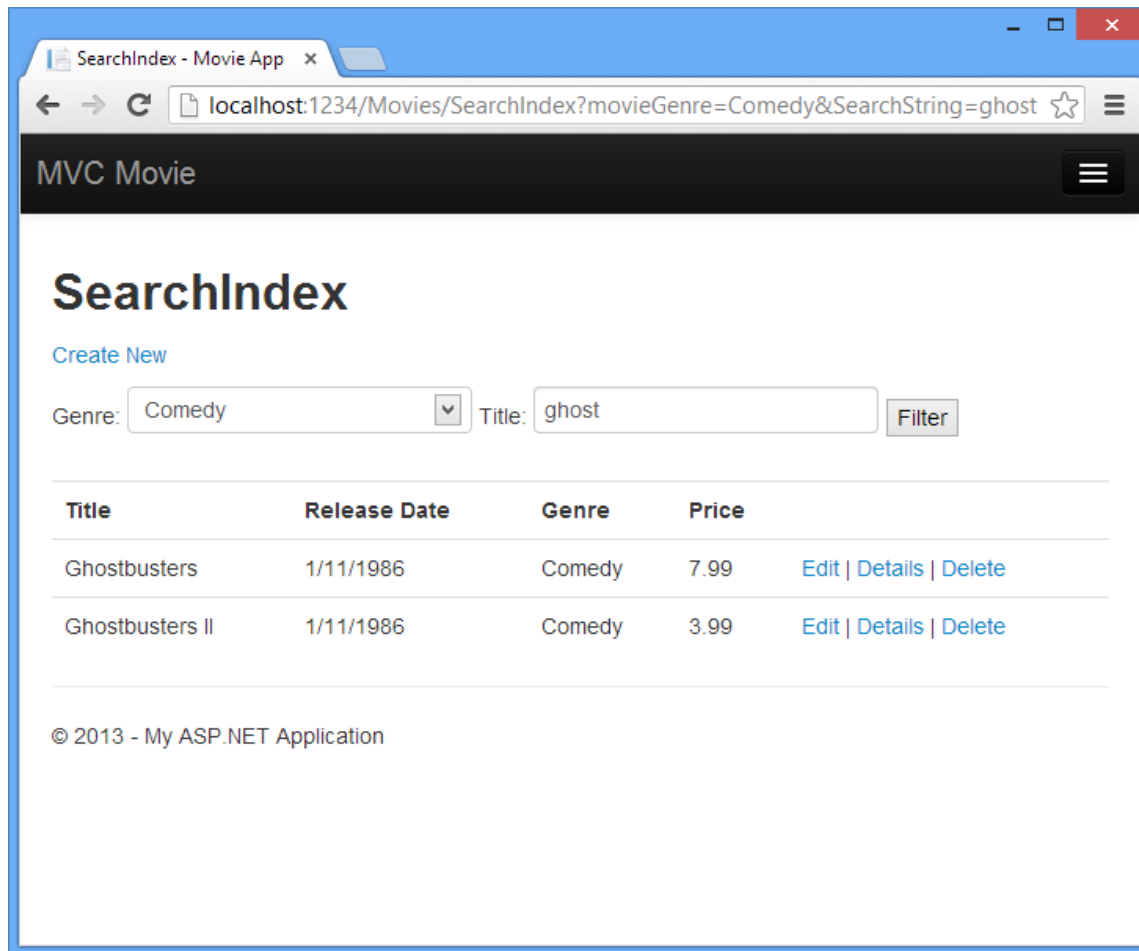 SearchIndex - Movie App
localhost:1234/Movies/SearchIndex?movieGenre=Comedy&SearchString=ghost
MVC Movie
SearchIndex
Create New
Genre: Comedy Title: ghost Filter
Title Release Date Genre Price
Ghostbusters 1/11/1986 Comedy 7.99 Edit | Details | Delete
Ghostbusters II 1/11/1986 Comedy 3.99 Edit | Details | Delete
© 2013 - My ASP.NET Application